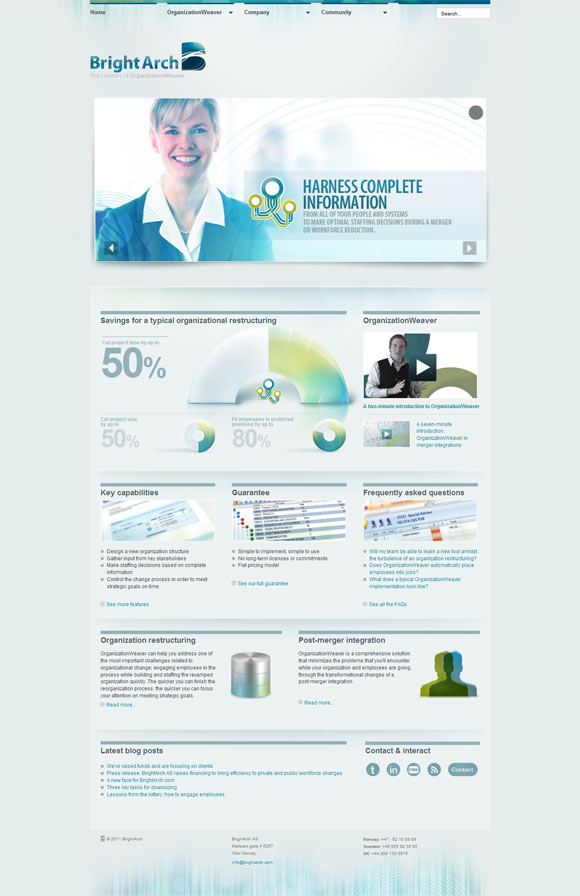 Home
OrganizationWeaver
Company
Community
Search...
BrightArch
The creators of OrganizationWeaver
HARNESS COMPLETE
INFORMATION
FROM ALL OF YOUR PEOPLE AND SYSTEMS
TO MAKE OPTIMAL STAFFING DECISIONS DURING A MERGER
OR WORKFORCE REDUCTION.
Savings for a typical organizational restructuring
Cut project time by up to
50%
Cut project size
by up to
50%
Fit employees in preferred
positions by up to
80%
OrganizationWeaver
A two-minute introduction to OrganizationWeaver
A seven-minute
introduction:
OrganizationWeaver in
merger integrations
Key capabilities
Design a new organization structure
Gather input from key stakeholders
Make staffing decisions based on complete
information
Control the change process in order to meet
strategic goals on time
See more features
Guarantee
Simple to implement, simple to use
No long-term licenses or commitments
Flat pricing model
See our full guarantee
Frequently asked questions
Will my team be able to learn a new tool amidst
the turbulence of an organization restructuring?
Does OrganizationWeaver automatically place
employees into jobs?
What does a typical OrganizationWeaver
implementation look like?
See all the FAQs
Organization restructuring
OrganizationWeaver can help you address one of
the most important challenges related to
organizational change: engaging employees in the
process while building and staffing the revamped
organization quickly. The quicker you can finish the
reorganization process, the quicker you can focus
your attention on meeting strategic goals.
Read more...
Post-merger integration
OrganizationWeaver is a comprehensive solution
that minimizes the problems that you'll encounter
while your organization and employees are going
through the transformational changes of a
post-merger integration.
Read more...
Latest blog posts
We've raised funds and are focusing on clients
Press release: BrightArch AS raises financing to bring efficiency to private and public workforce changes
A new face for BrightArch.com
Three key tasks for downsizing
Lessons from the lottery: how to engage employees
Contact & interact
t
in
Contact
© 2011 BrightArch
BrightArch AS
Oslo Norway
info@brightarch.com
Norway:
Sweden:
UK: